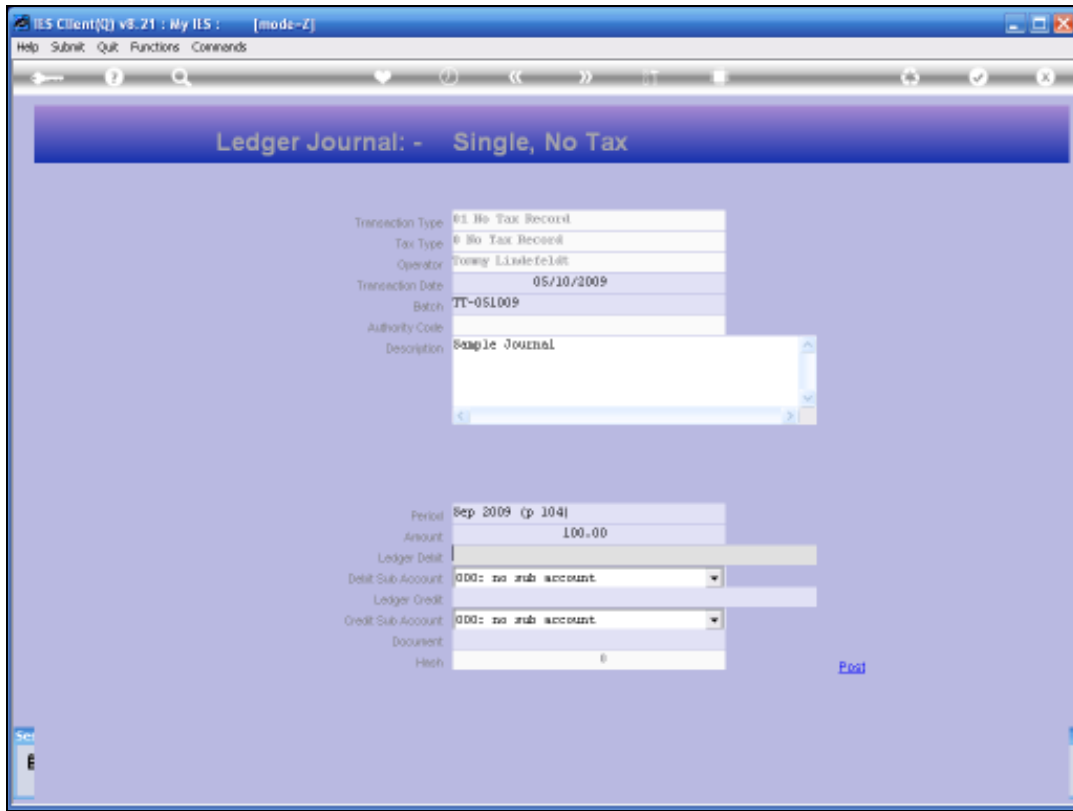 IES Client(Q) v8.21 : My IES : [mode=Z]
Help Submit Quit Functions Commands
Ledger Journal: - Single, No Tax
Transaction Type 01 No Tax Record
Tax Type 0 No Tax Record
Operator Tommy Lindefeldt
Transaction Date 05/10/2009
Batch TT-051009
Authority Code
Description Sample Journal
Period Sep 2009 (p 104)
Amount 100.00
Ledger Debit
Debit Sub Account 000: no sub account
Ledger Credit
Credit Sub Account 000: no sub account
Document
Hash 0
Post